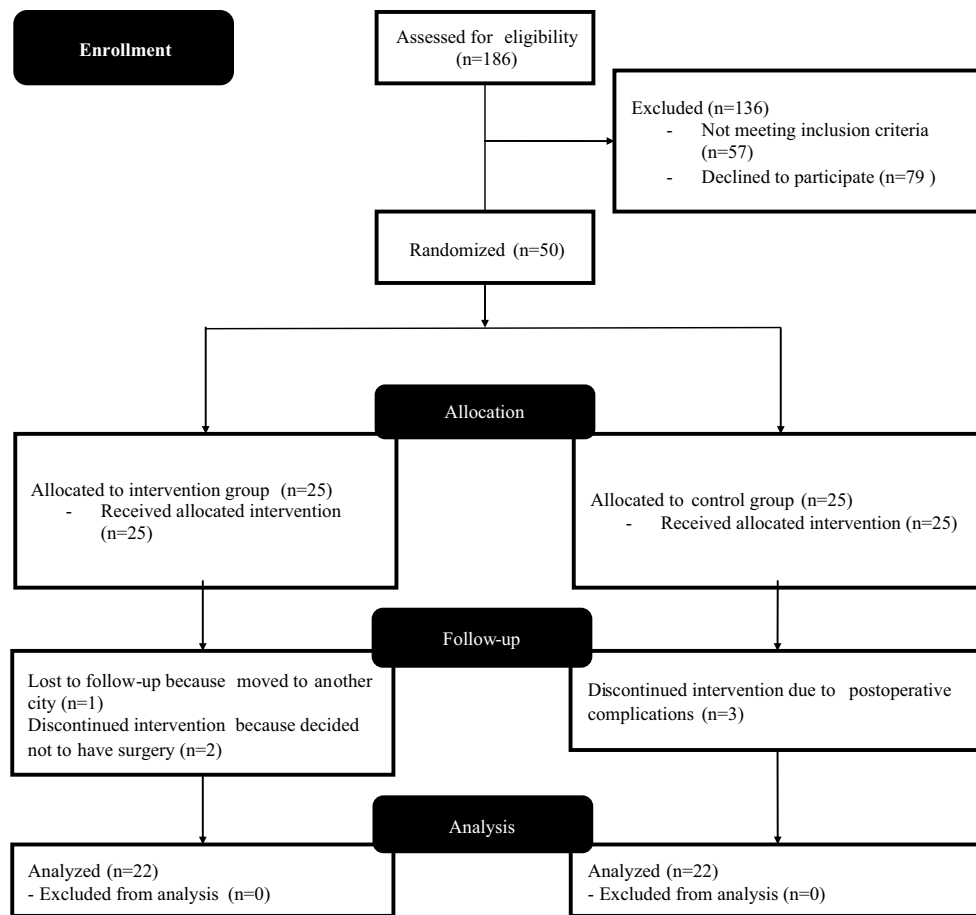 Enrollment
Assessed for eligibility
(n=186)
Excluded (n=136)
- Not meeting inclusion criteria
(n=57)
- Declined to participate (n=79 )
Randomized (n=50)
Allocation
Allocated to intervention group (n=25)
- Received allocated intervention
(n=25)
Allocated to control group (n=25)
- Received allocated intervention (n=25)
Follow-up
Lost to follow-up because moved to another
city (n=1)
Discontinued intervention because decided
not to have surgery (n=2)
Discontinued intervention due to postoperative
complications (n=3)
Analysis
Analyzed (n=22)
- Excluded from analysis (n=0)
Analyzed (n=22)
- Excluded from analysis (n=0)